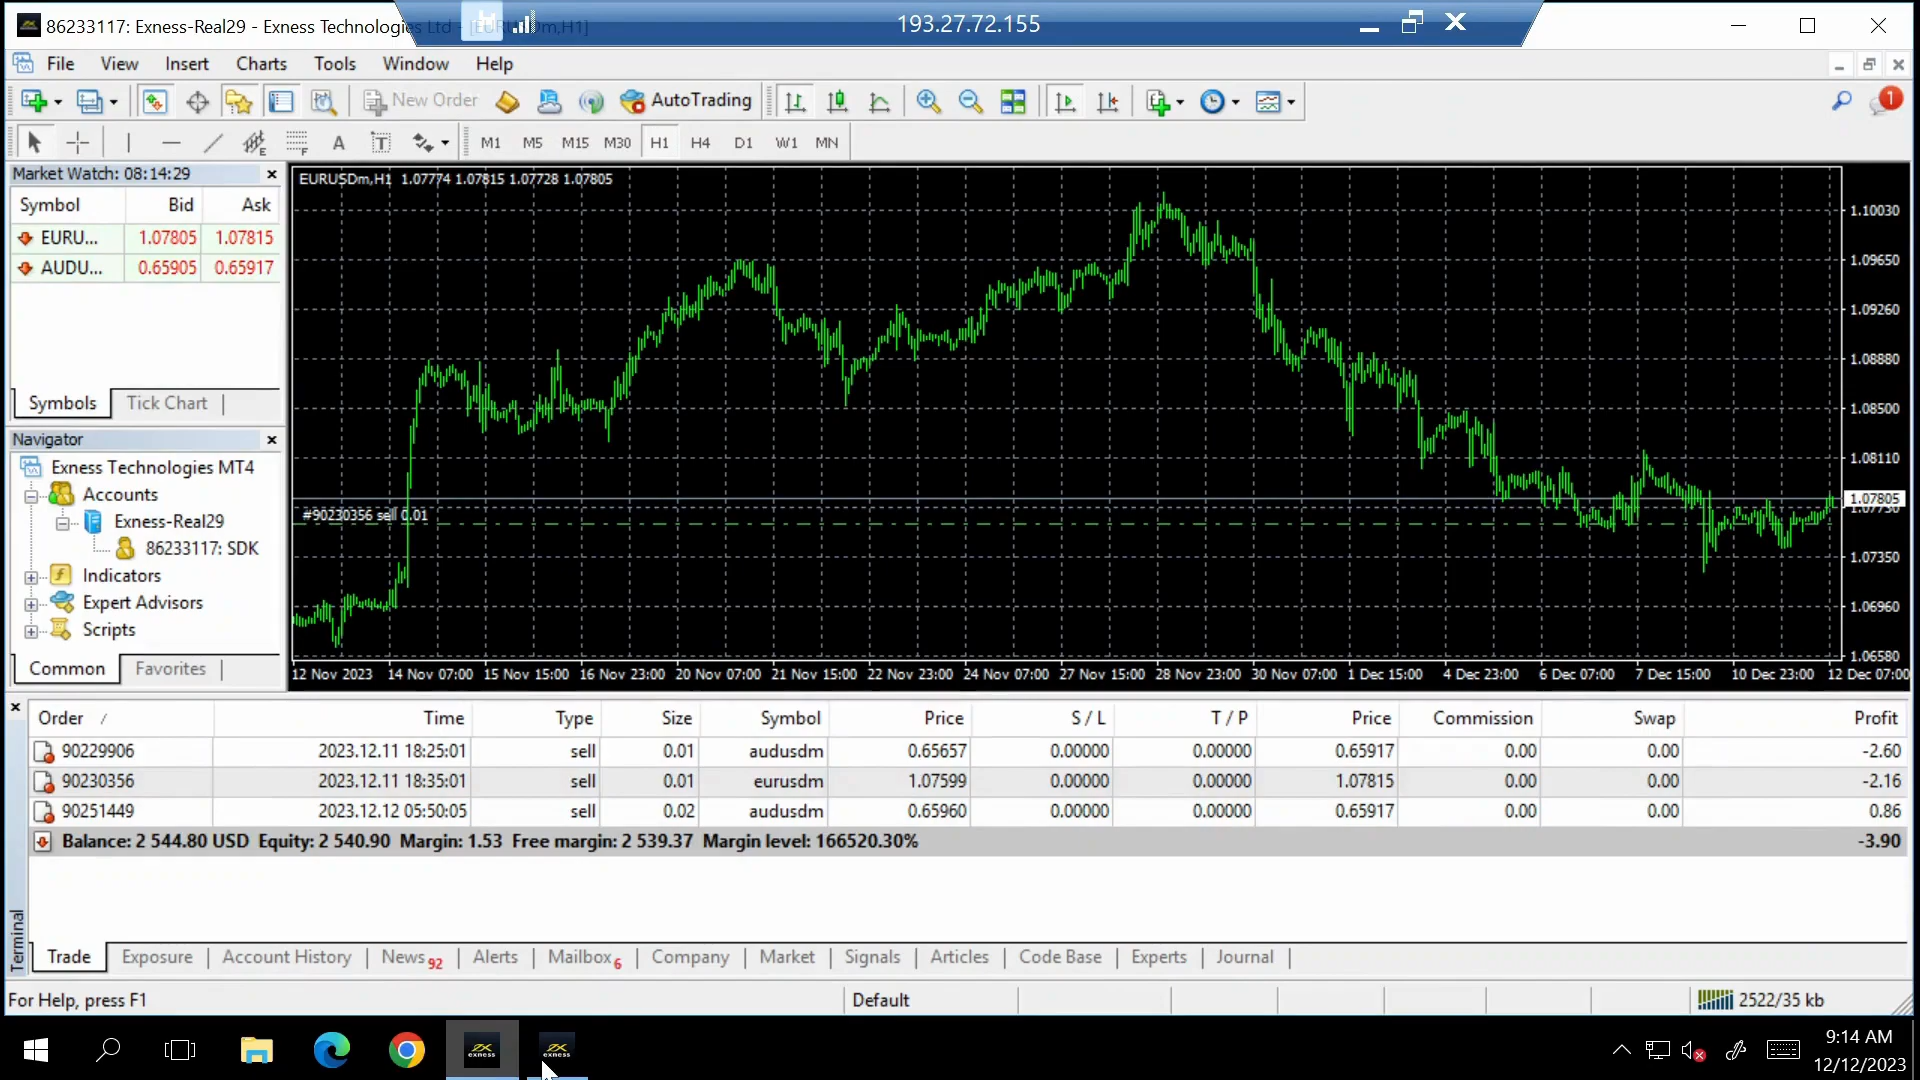 86233117: Exness-Real29 - Exness Technologies Ltd - [EURUSDm,H1]
193.27.72.155
File View Insert Charts Tools Window Help
New Order AutoTrading 1
A T E F M1 M5 M15 M30 H1 H4 D1 W1 MN
Market Watch: 08:14:29
Symbol Bid Ask
EURU... 1.07805 1.07815
AUDU... 0.65905 0.65917
Symbols Tick Chart
Navigator
Exness Technologies MT4
Accounts
Exness-Real29
86233117: SDK
Indicators
Expert Advisors
Scripts
Common Favorites
EURUSDm,H1 1.07774 1.07815 1.07728 1.07805
1.10030
1.09650
1.09260
1.08880
1.08500
1.08110
1.07805
1.07730
1.07350
1.06960
1.06580
#90230356 sell 0.01
12 Nov 2023 14 Nov 07:00 15 Nov 15:00 16 Nov 23:00 20 Nov 07:00 21 Nov 15:00 22 Nov 23:00 24 Nov 07:00 27 Nov 15:00 28 Nov 23:00 30 Nov 07:00 1 Dec 15:00 4 Dec 23:00 6 Dec 07:00 7 Dec 15:00 10 Dec 23:00 12 Dec 07:00
Order / Time Type Size Symbol Price S / L T / P Price Commission Swap Profit
90229906 2023.12.11 18:25:01 sell 0.01 audusdm 0.65657 0.00000 0.00000 0.65917 0.00 0.00 -2.60
90230356 2023.12.11 18:35:01 sell 0.01 eurusdm 1.07599 0.00000 0.00000 1.07815 0.00 0.00 -2.16
90251449 2023.12.12 05:50:05 sell 0.02 audusdm 0.65960 0.00000 0.00000 0.65917 0.00 0.00 0.86
Balance: 2 544.80 USD Equity: 2 540.90 Margin: 1.53 Free margin: 2 539.37 Margin level: 166520.30% -3.90
Terminal
Trade Exposure Account History News 92 Alerts Mailbox 6 Company Market Signals Articles Code Base Experts Journal
For Help, press F1 Default 2522/35 kb
exness exness
9:14 AM
12/12/2023